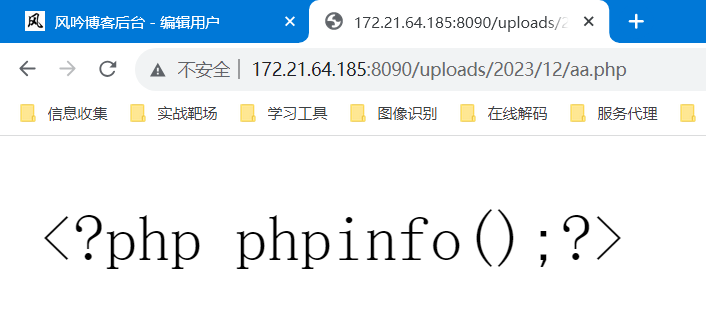 风吟博客后台 - 编辑用户
172.21.64.185:8090/uploads/2
不安全 | 172.21.64.185:8090/uploads/2023/12/aa.php
信息收集 实战靶场 学习工具 图像识别 在线解码 服务代理
<?php phpinfo();?>